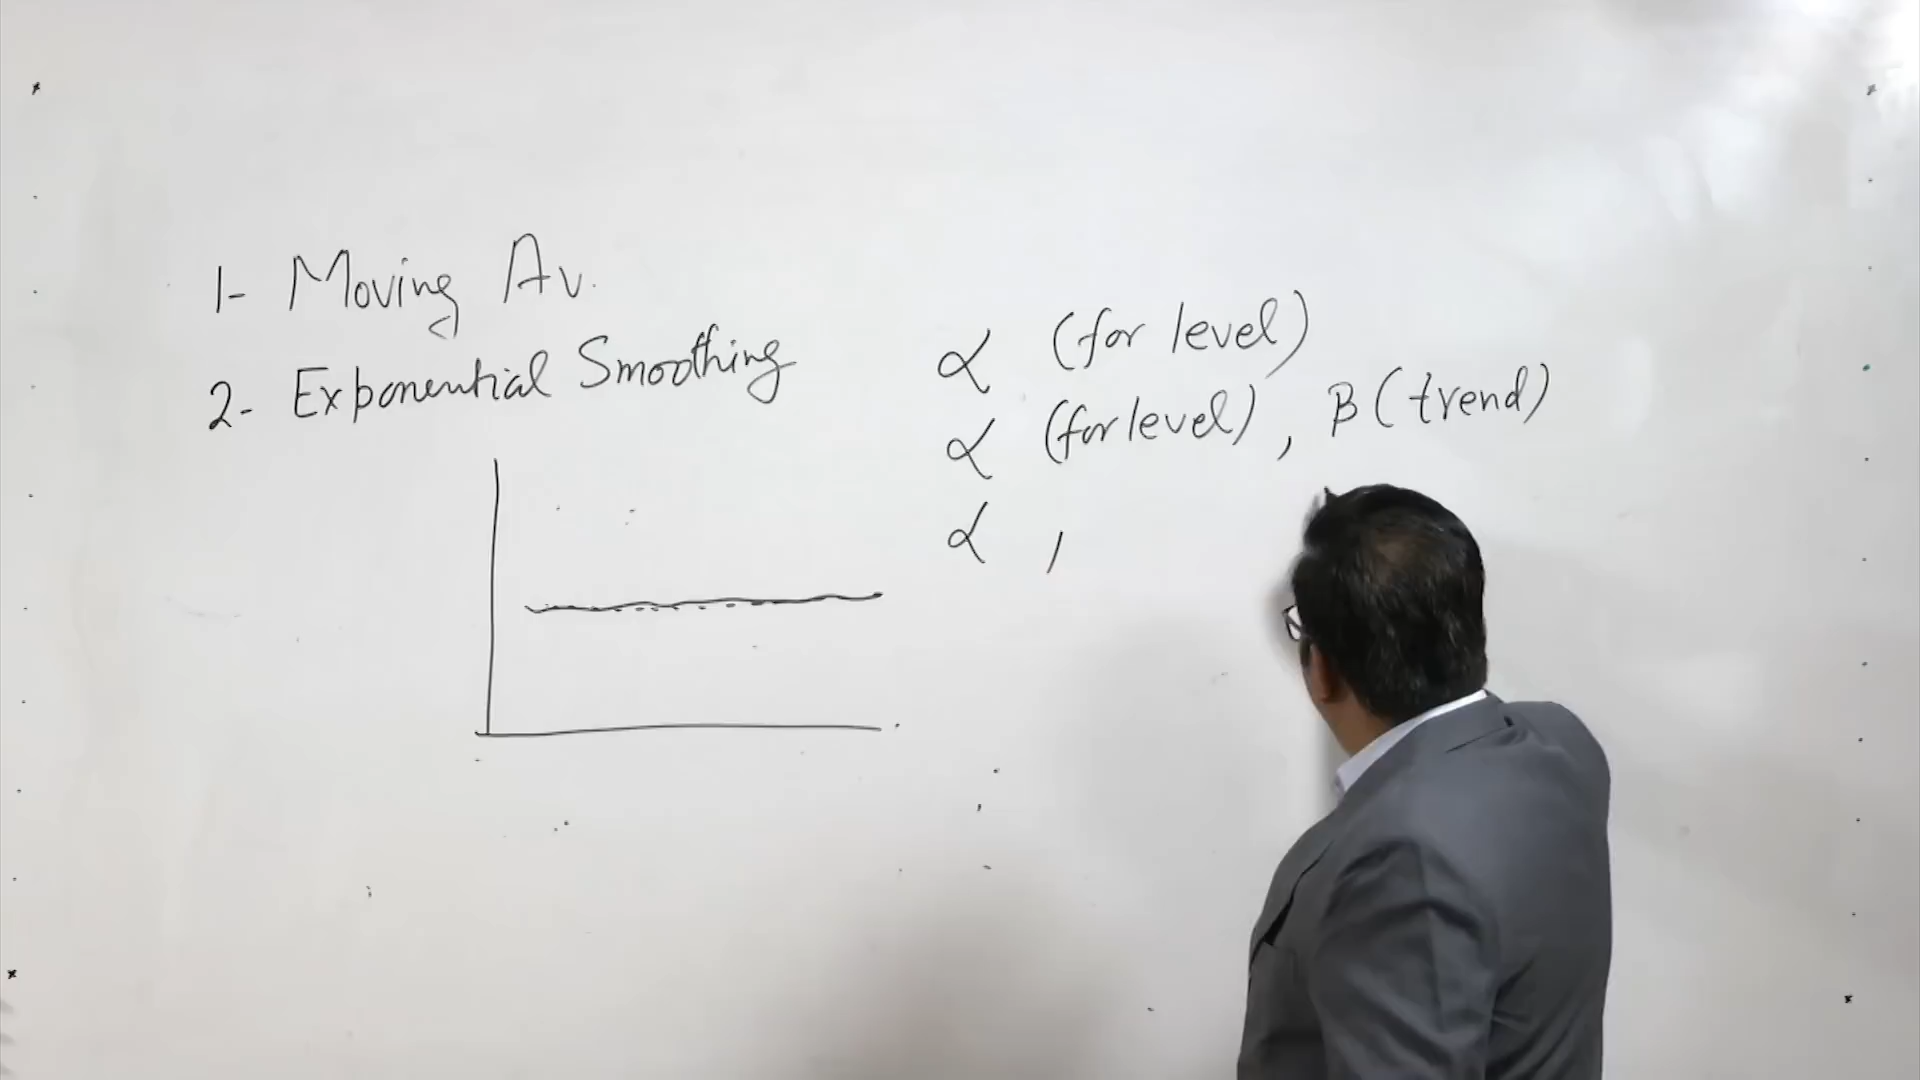 1- Moving Av.
2- Exponential Smoothing
α (for level)
α (for level), β (trend)
α ,